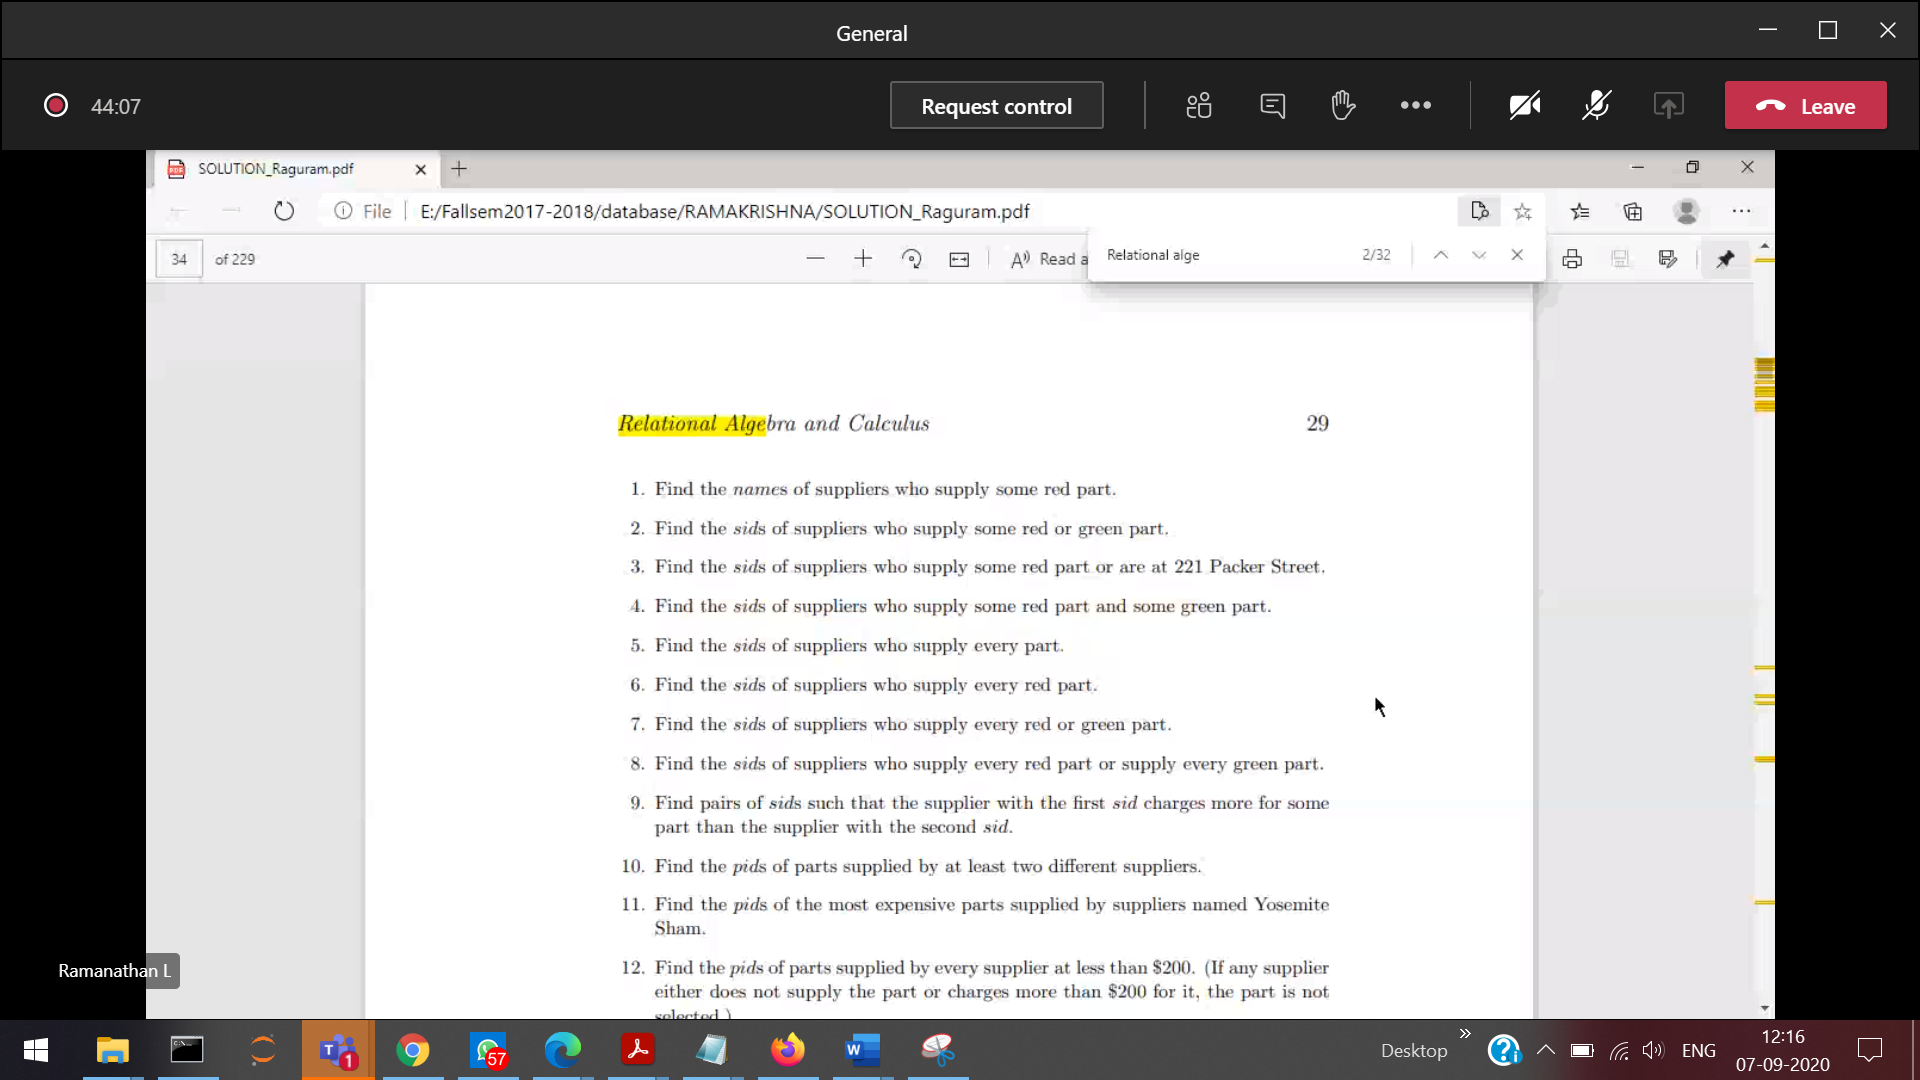 General
44:07
Request control
Leave
SOLUTION_Raguram.pdf
File
E:/Fallsem2017-2018/database/RAMAKRISHNA/SOLUTION_Raguram.pdf
34 of 229
Read a
Relational alge 2/32
Relational Algebra and Calculus 29
1. Find the names of suppliers who supply some red part.
2. Find the sids of suppliers who supply some red or green part.
3. Find the sids of suppliers who supply some red part or are at 221 Packer Street.
4. Find the sids of suppliers who supply some red part and some green part.
5. Find the sids of suppliers who supply every part.
6. Find the sids of suppliers who supply every red part.
7. Find the sids of suppliers who supply every red or green part.
8. Find the sids of suppliers who supply every red part or supply every green part.
9. Find pairs of sids such that the supplier with the first sid charges more for some
part than the supplier with the second sid.
10. Find the pids of parts supplied by at least two different suppliers.
11. Find the pids of the most expensive parts supplied by suppliers named Yosemite
Sham.
12. Find the pids of parts supplied by every supplier at less than $200. (If any supplier
either does not supply the part or charges more than $200 for it, the part is not
selected.)
Ramanathan L
57
1
Desktop
ENG
12:16
07-09-2020